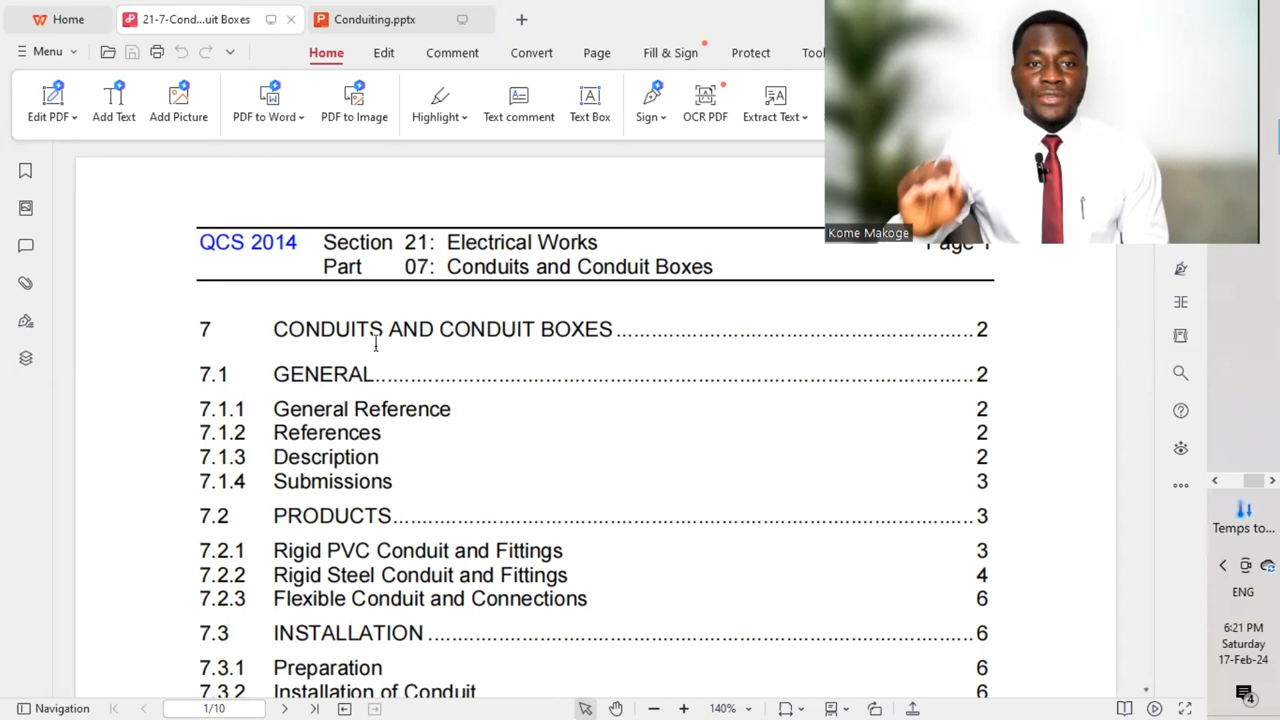 Home
21-7-Cond...uit Boxes
Conduiting.pptx
Menu
Home
Edit
Comment
Convert
Page
Fill & Sign
Protect
Tool
Edit PDF
Add Text
Add Picture
PDF to Word
PDF to Image
Highlight
Text comment
Text Box
Sign
OCR PDF
Extract Text
Kome Makoge
QCS 2014 Section 21: Electrical Works Page 1
Part 07: Conduits and Conduit Boxes
7 CONDUITS AND CONDUIT BOXES 2
7.1 GENERAL 2
7.1.1 General Reference 2
7.1.2 References 2
7.1.3 Description 2
7.1.4 Submissions 3
7.2 PRODUCTS 3
7.2.1 Rigid PVC Conduit and Fittings 3
7.2.2 Rigid Steel Conduit and Fittings 4
7.2.3 Flexible Conduit and Connections 6
7.3 INSTALLATION 6
7.3.1 Preparation 6
7.3.2 Installation of Conduit 6
Temps to...
ENG
6:21 PM
Saturday
17-Feb-24
4
Navigation
1/10
140%